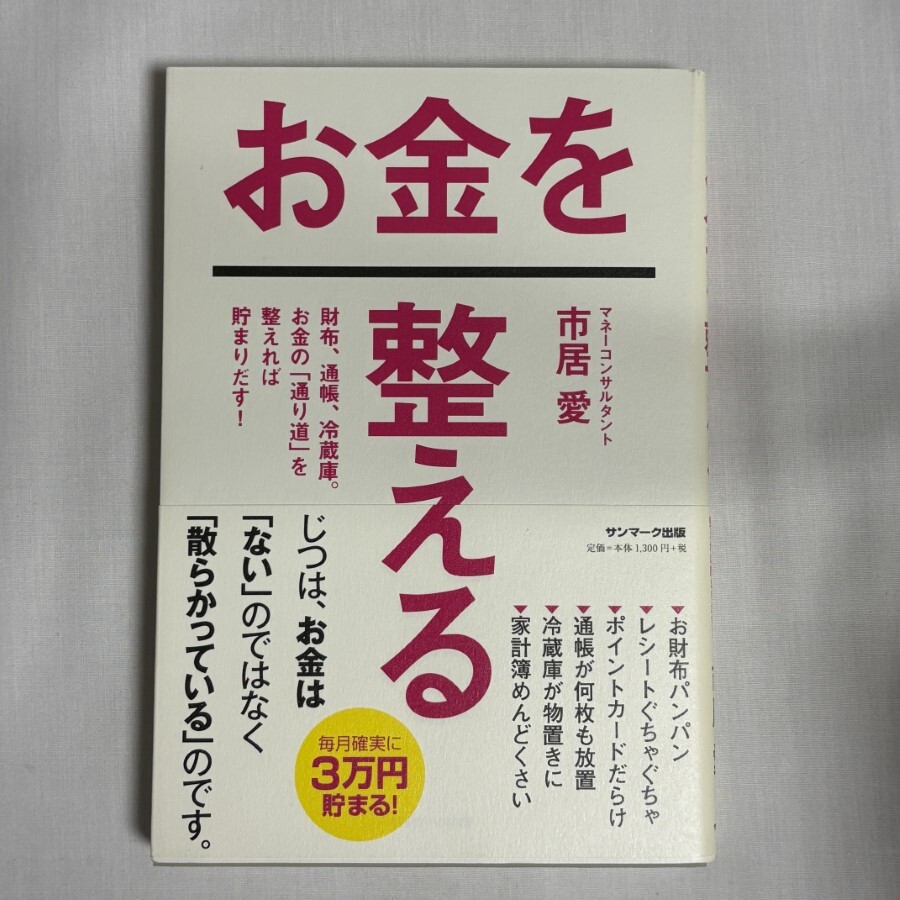 お金を
整える
マネーコンサルタント
市居 愛
財布、通帳、冷蔵庫。
お金の「通り道」を
整えれば
貯まりだす！
サンマーク出版
定価＝本体1,300円＋税
▼お財布パンパン
▼レシートぐちゃぐちゃ
▼ポイントカードだらけ
▼通帳が何枚も放置
▼冷蔵庫が物置きに
▼家計簿めんどくさい
じつは、お金は
「ない」のではなく
「散らかっている」のです。
毎月確実に
3万円
貯まる！